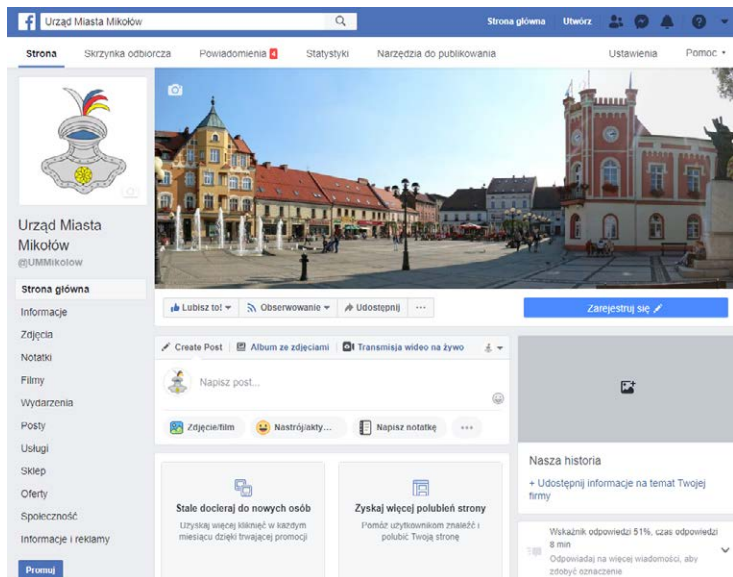 Urząd Miasta Mikołów
Strona główna Utwórz
Strona Skrzynka odbiorcza Powiadomienia 4 Statystyki Narzędzia do publikowania Ustawienia Pomoc
Urząd Miasta
Mikołów
@UMMikolow
Strona główna
Informacje
Zdjęcia
Notatki
Filmy
Wydarzenia
Posty
Usługi
Sklep
Oferty
Społeczność
Informacje i reklamy
Promuj
Lubisz to! Obserwowanie Udostępnij ...
Zarejestruj się
Create Post Album ze zdjęciami Transmisja wideo na żywo
Napisz post...
Zdjęcie/film Nastrój/akty... Napisz notatkę ...
Stale docieraj do nowych osób
Uzyskaj więcej kliknięć w każdym
miesiącu dzięki trwającej promocji
Zyskaj więcej polubień strony
Pomóż użytkownikom znaleźć i
polubić Twoją stronę
Nasza historia
+ Udostępnij informacje na temat Twojej
firmy
Wskaźnik odpowiedzi 51%, czas odpowiedzi
8 min
Odpowiadaj na więcej wiadomości, aby
zdobyć oznaczenie